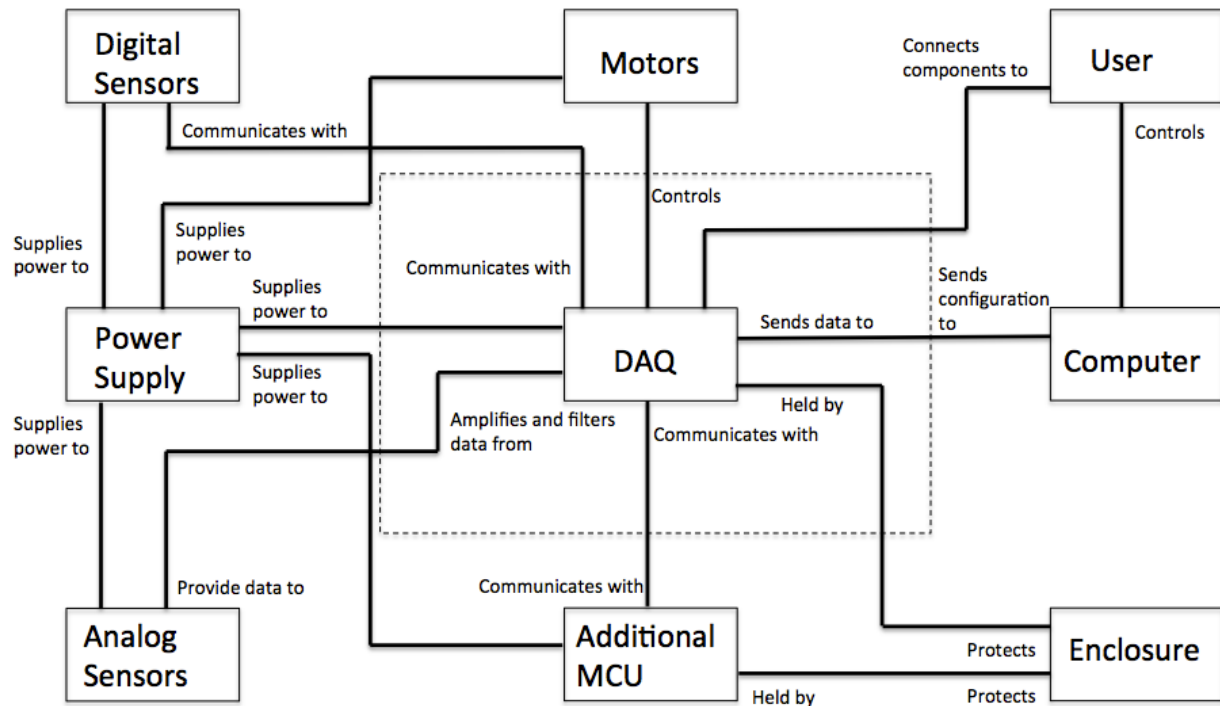 Digital
Sensors
Motors
User
Connects
components to
Communicates with
Controls
Controls
Supplies
power to
Supplies
power to
Communicates with
Supplies
power to
Sends
configuration
to
Sends data to
Power
Supply
DAQ
Computer
Supplies
power to
Supplies
power to
Held by
Amplifies and filters
data from
Communicates with
Provide data to
Communicates with
Analog
Sensors
Additional
MCU
Protects
Enclosure
Held by
Protects